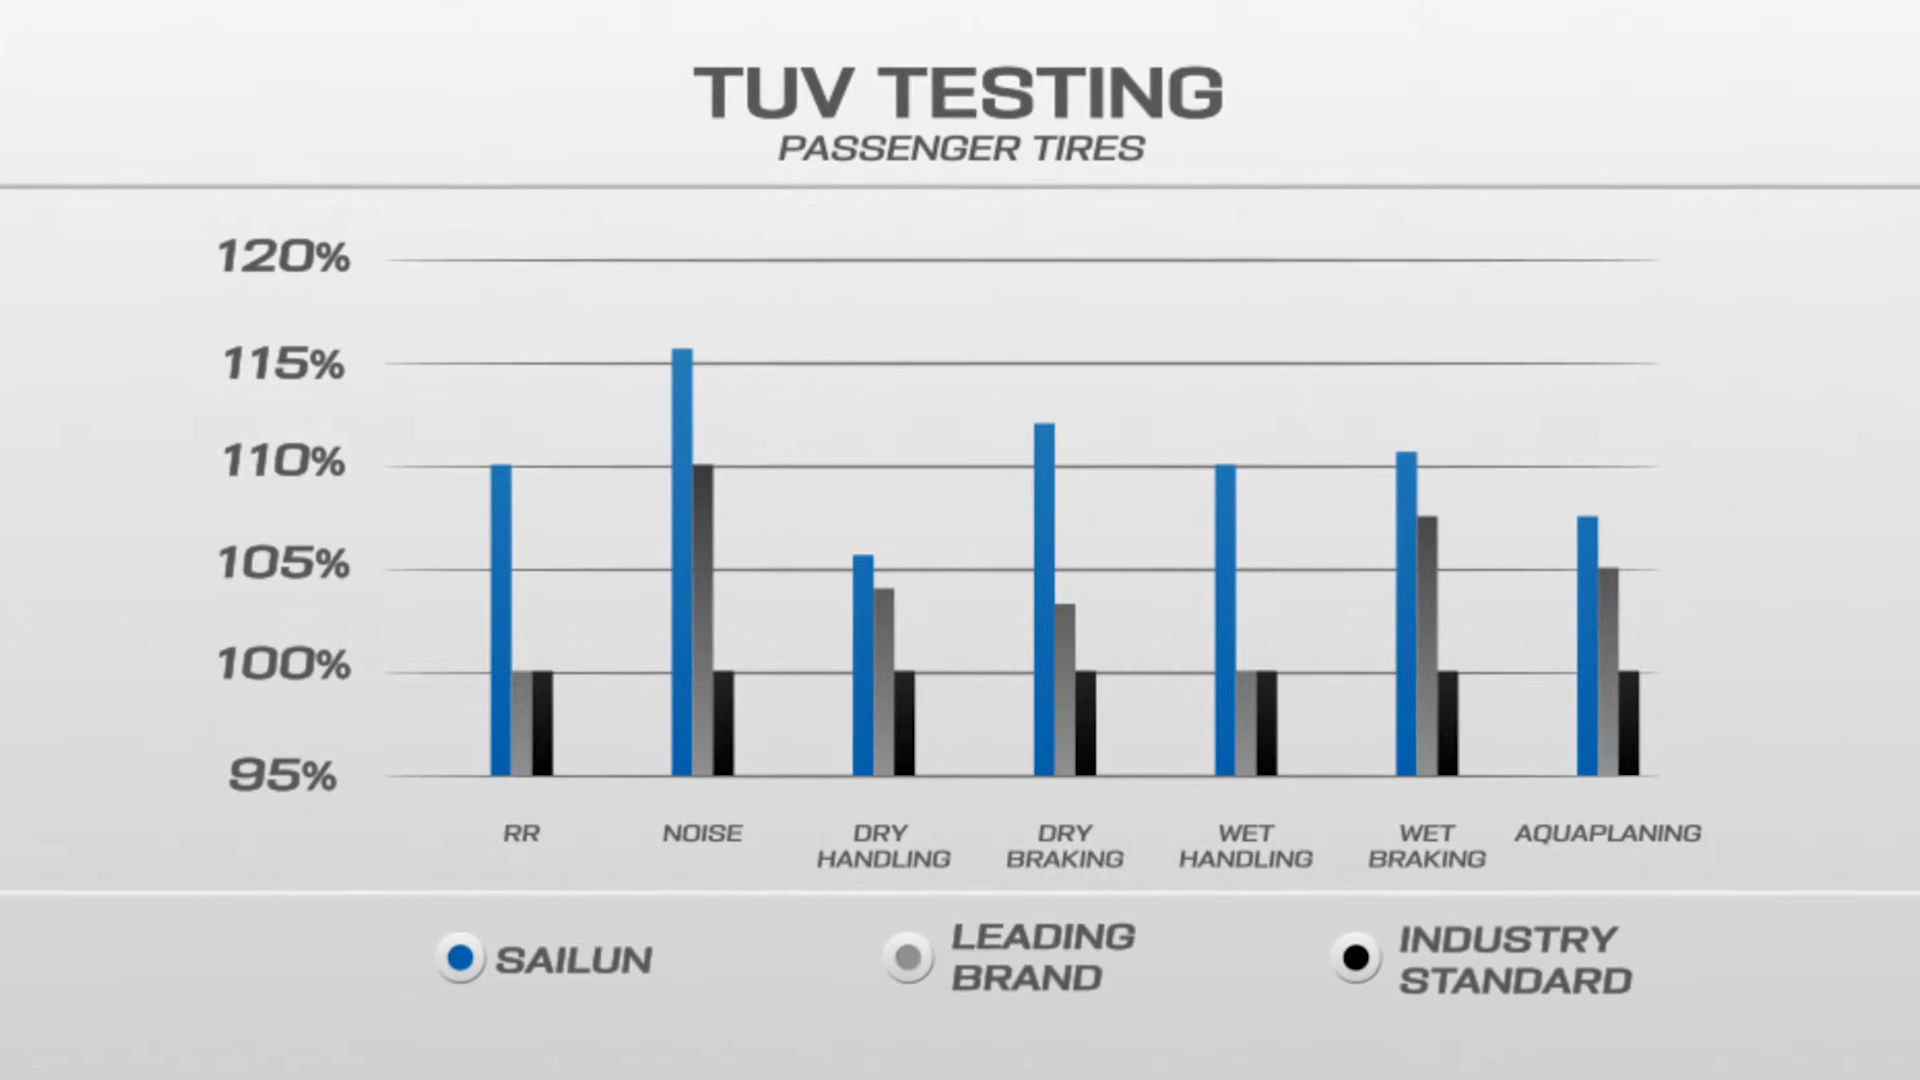 TUV TESTING
PASSENGER TIRES
120%
115%
110%
105%
100%
95%
RR
NOISE
DRY
HANDLING
DRY
BRAKING
WET
HANDLING
WET
BRAKING
AQUAPLANING
SAILUN
LEADING
BRAND
INDUSTRY
STANDARD